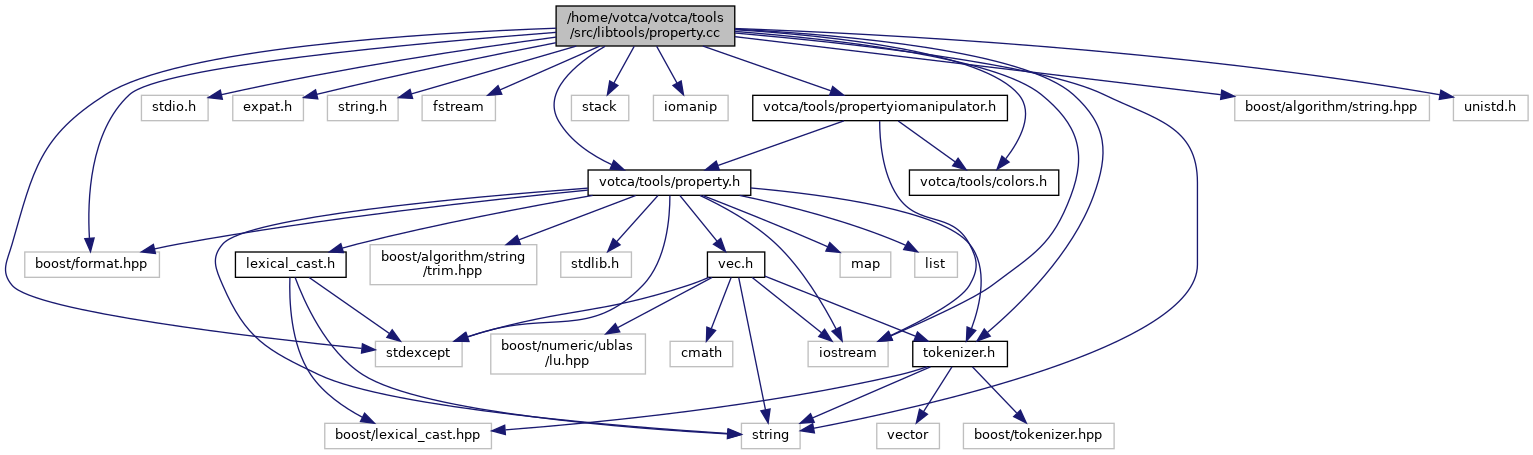 /home/votca/votca/tools
/src/libtools/property.cc
stdio.h
expat.h
string.h
fstream
stack
iomanip
votca/tools/propertyiomanipulator.h
boost/algorithm/string.hpp
unistd.h
votca/tools/property.h
votca/tools/colors.h
boost/format.hpp
lexical_cast.h
boost/algorithm/string
/trim.hpp
stdlib.h
vec.h
map
list
stdexcept
boost/numeric/ublas
/lu.hpp
cmath
iostream
tokenizer.h
boost/lexical_cast.hpp
string
vector
boost/tokenizer.hpp